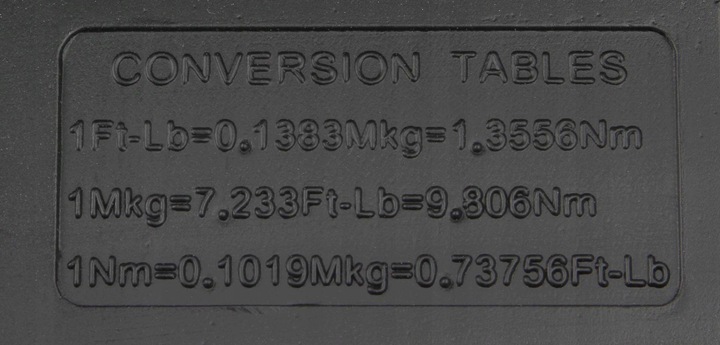 CONVERSION TABLES
1Ft-Lb=0.1383Mkg=1.3556Nm
1Mkg=7.233Ft-Lb=9.806Nm
1Nm=0.1019Mkg=0.73756Ft-Lb